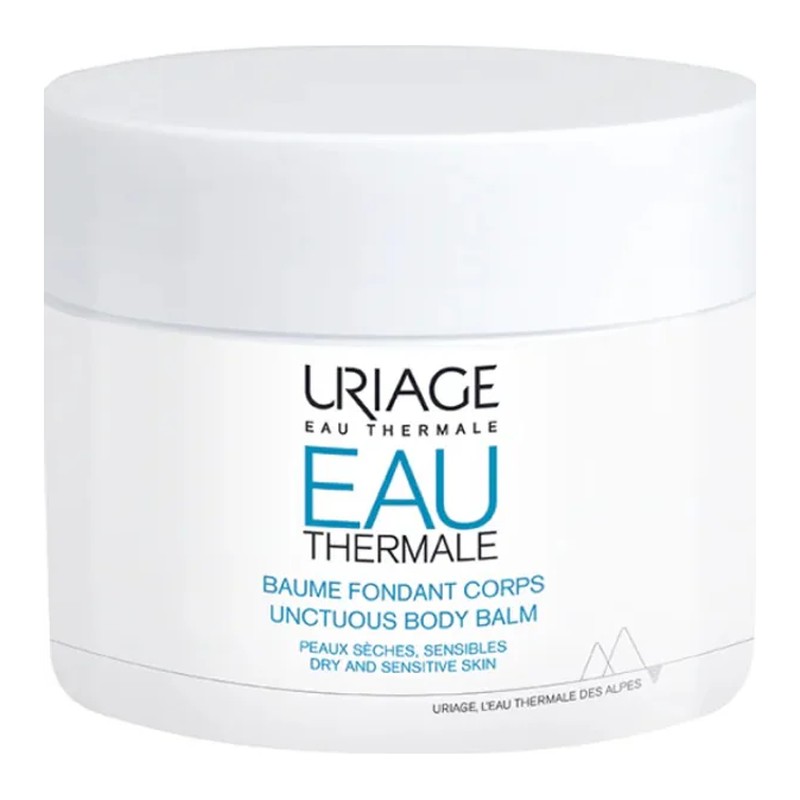 URIAGE
EAU THERMALE
EAU
THERMALE
BAUME FONDANT CORPS
UNCTUOUS BODY BALM
PEAUX SÈCHES, SENSIBLES
DRY AND SENSITIVE SKIN
URIAGE, L'EAU THERMALE DES ALPES